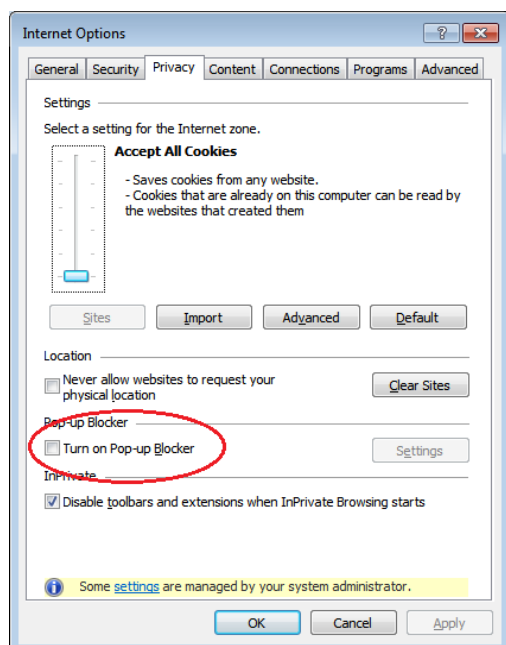 Internet Options
General Security Privacy Content Connections Programs Advanced
Settings
Select a setting for the Internet zone.
Accept All Cookies
- Saves cookies from any website.
- Cookies that are already on this computer can be read by
the websites that created them
Sites Import Advanced Default
Location
Never allow websites to request your
physical location
Clear Sites
Pop-up Blocker
Turn on Pop-up Blocker
Settings
InPrivate
Disable toolbars and extensions when InPrivate Browsing starts
Some settings are managed by your system administrator.
OK Cancel Apply